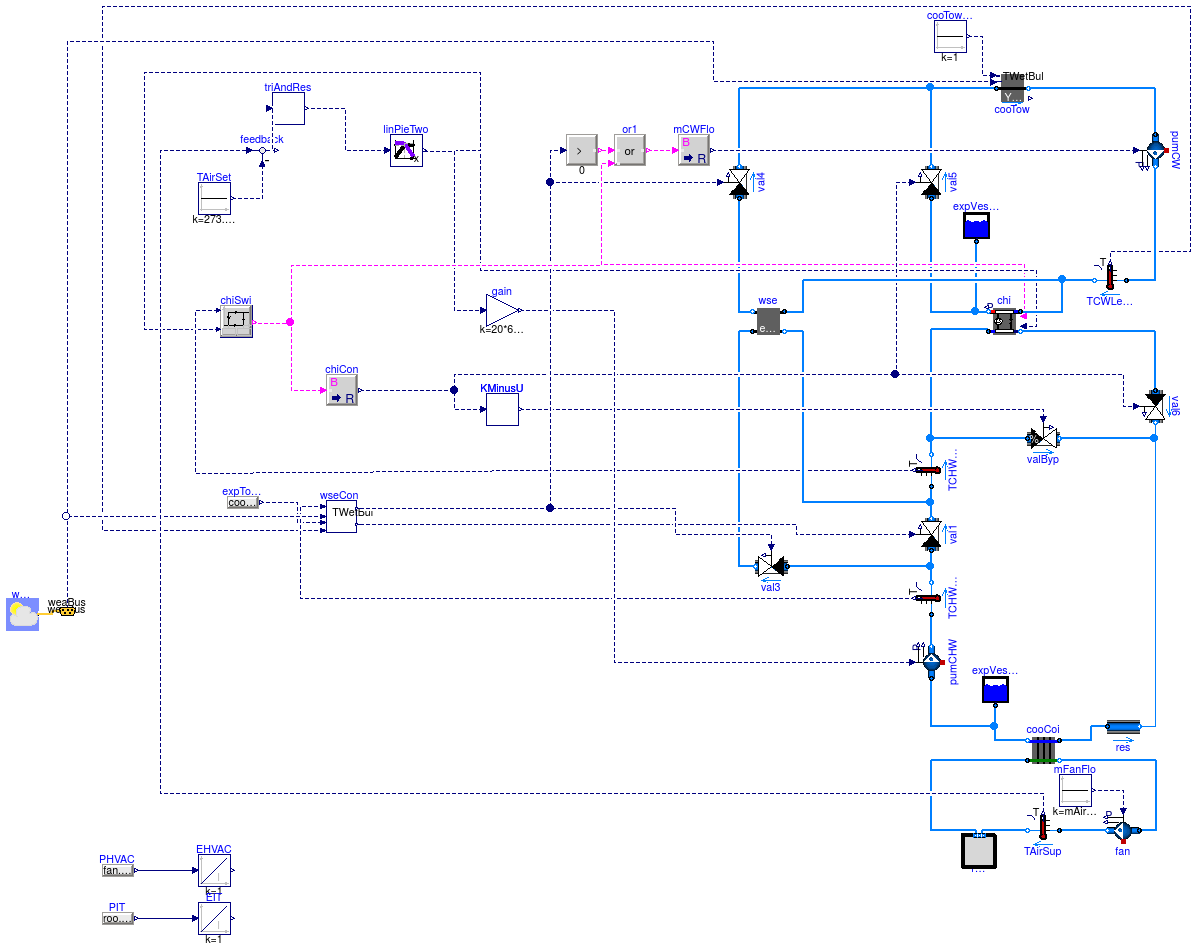 cooTow...
k=1
TWetBul
Y...
cooTow
triAndRes
feedback
linPieTwo
x
>
0
or1
or
mCWFlo
B
R
val4
val5
pumCW
TAirSet
k=273....
expVes...
T
TCWLe...
chiSwi
gain
k=20*6...
wse
e...
chi
P
chiCon
B
R
KMinusU
val6
valByp
T
TCHW...
expTo...
coo...
wseCon
TWetBul
val1
val3
w...
weaBus
weaBus
T
TCHW...
P
pumCHW
expVes...
cooCoi
res
mFanFlo
k=mAir...
T
TAirSup
P
fan
PHVAC
fan....
EHVAC
k=1
PIT
roo....
EIT
k=1